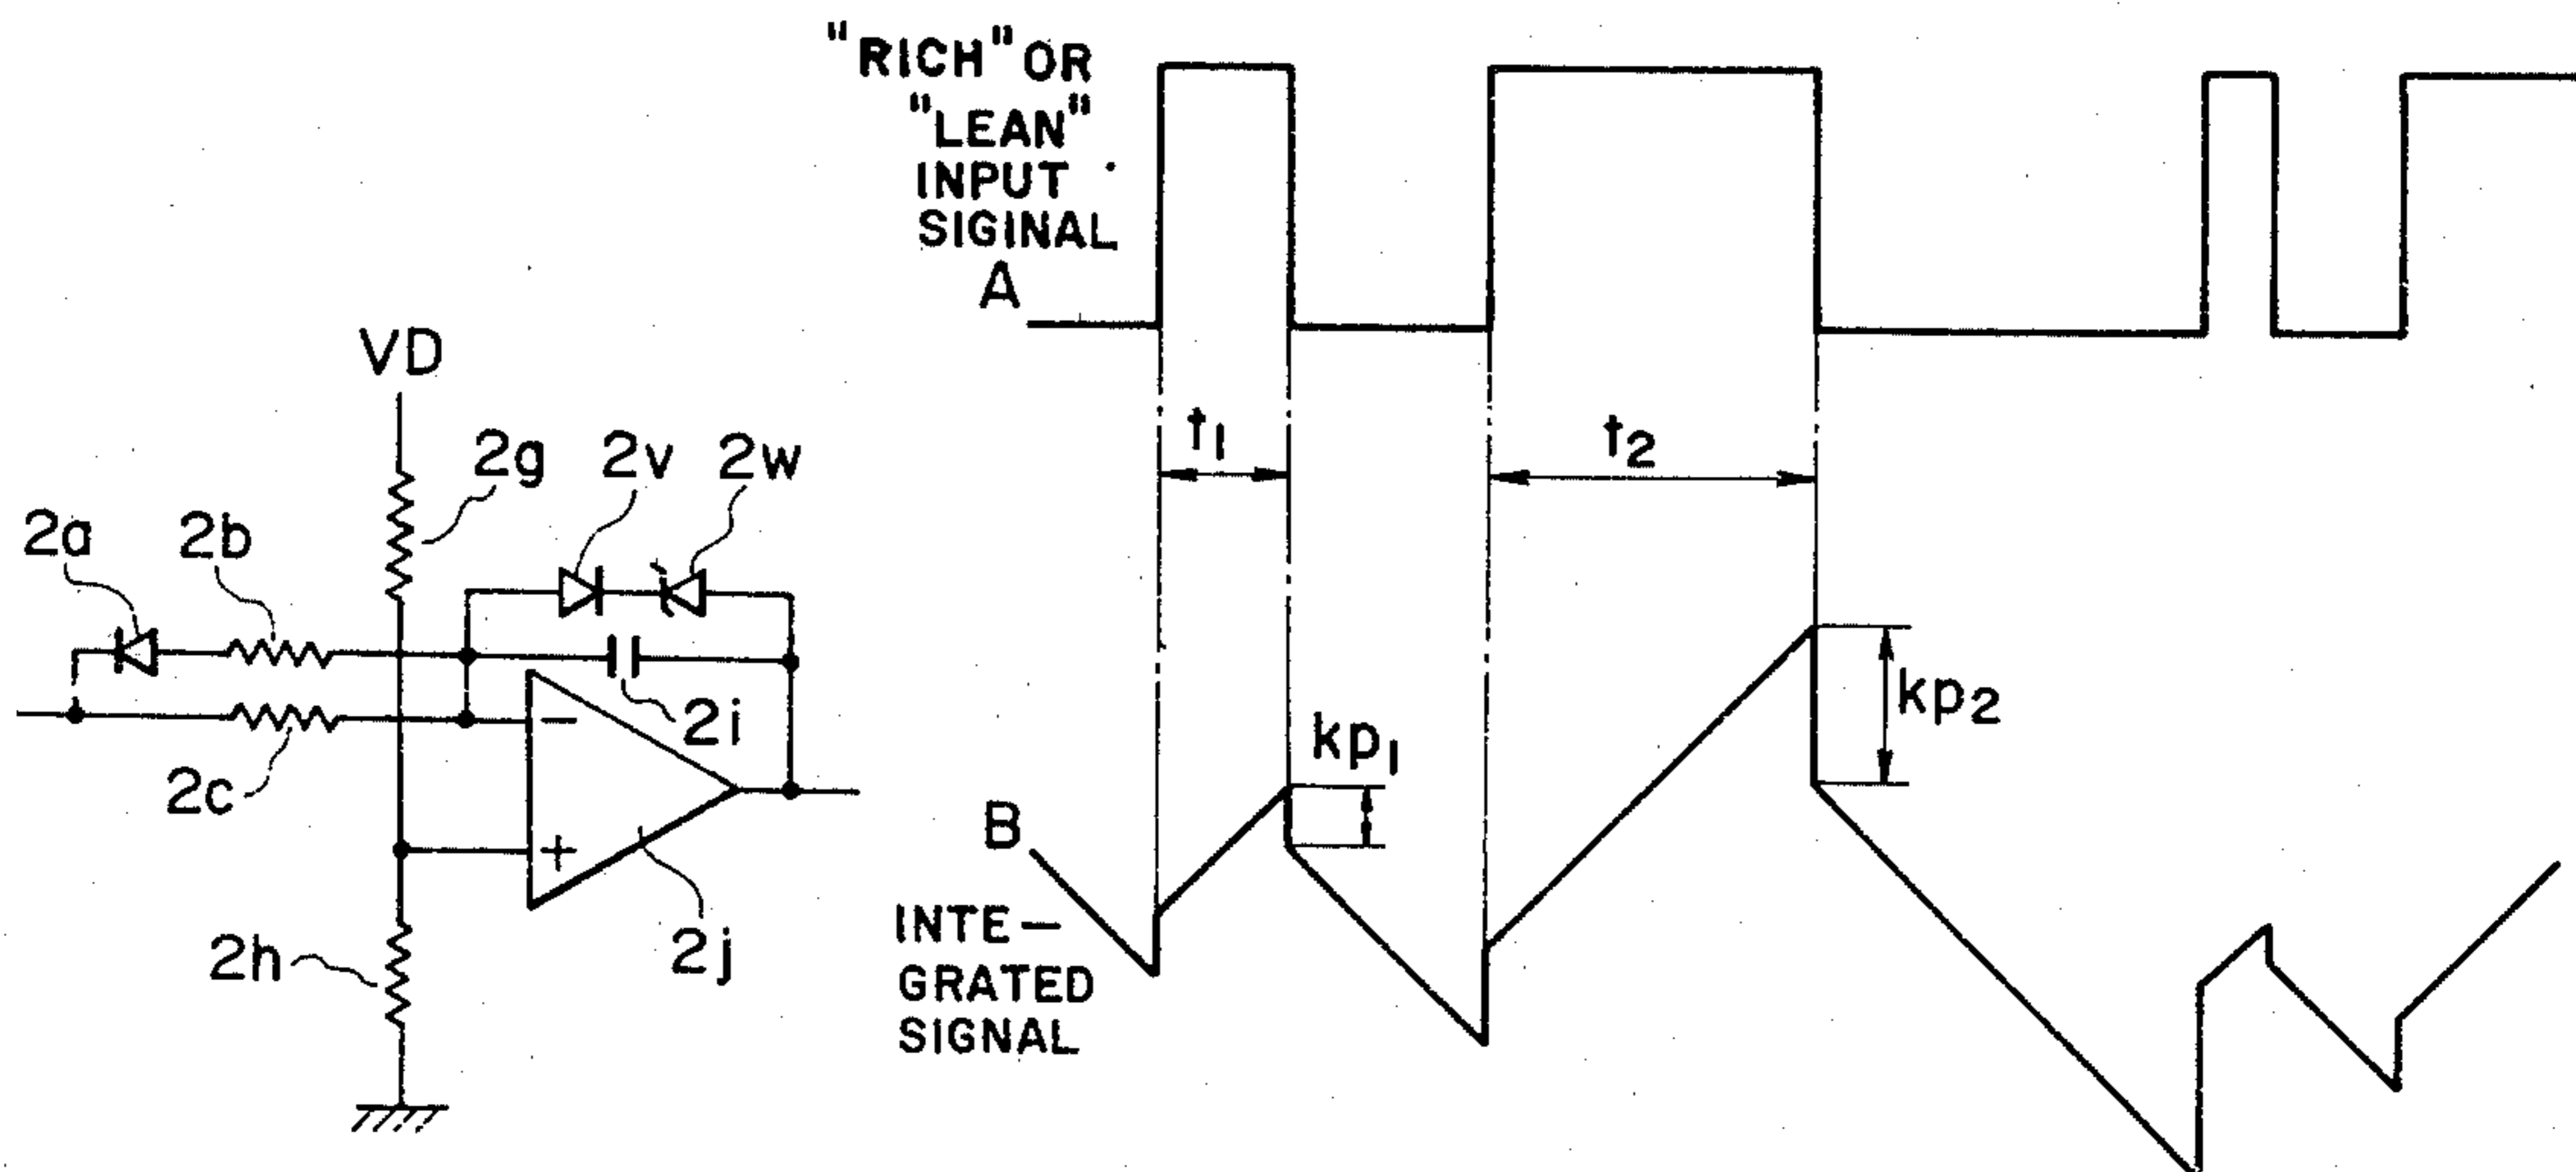 VD
2g
2v
2w
2a
2b
2i
2c
−
+
2h
2j
"RICH" OR
"LEAN"
INPUT
SIGINAL
A
t1
t2
kp1
kp2
B
INTE-
GRATED
SIGNAL